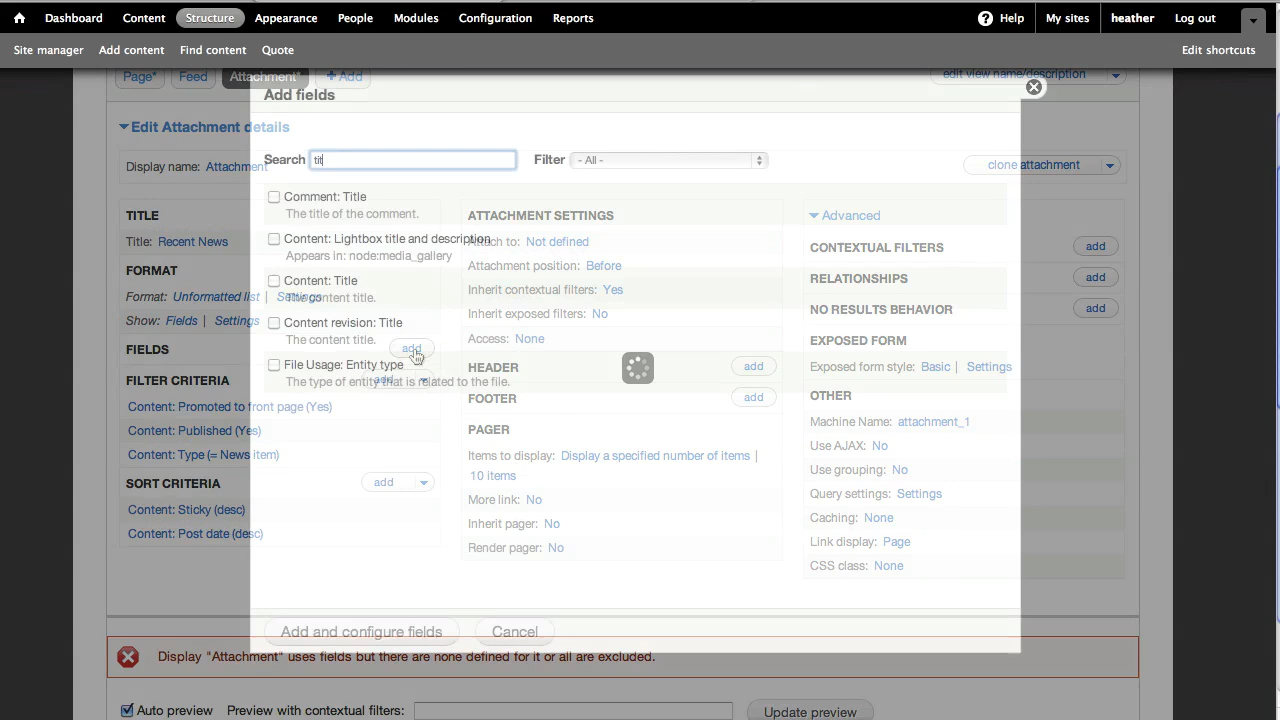 Dashboard Content Structure Appearance People Modules Configuration Reports Help My sites heather Log out
Site manager Add content Find content Quote Edit shortcuts
Page* Feed Attachment* + Add edit view name/description
Add fields
Edit Attachment details
Search tit Filter - All -
Display name: Attachment clone attachment
Comment: Title
The title of the comment.
TITLE ATTACHMENT SETTINGS Advanced
Content: Lightbox title and description
Title: Recent News Attach to: Not defined CONTEXTUAL FILTERS add
Appears in: node:media_gallery
FORMAT Attachment position: Before RELATIONSHIPS add
Content: Title
Format: Unformatted list | Settings Inherit contextual filters: Yes
The content title.
NO RESULTS BEHAVIOR add
Show: Fields | Settings Inherit exposed filters: No
Content revision: Title
The content title.
Access: None EXPOSED FORM
FIELDS add
File Usage: Entity type
HEADER add Exposed form style: Basic | Settings
FILTER CRITERIA add
The type of entity that is related to the file.
FOOTER add OTHER
Content: Promoted to front page (Yes)
Machine Name: attachment_1
Content: Published (Yes) PAGER
Use AJAX: No
Content: Type (= News item) Items to display: Display a specified number of items |
10 items
Use grouping: No
SORT CRITERIA add
Query settings: Settings
More link: No
Content: Sticky (desc)
Caching: None
Inherit pager: No
Content: Post date (desc)
Link display: Page
Render pager: No
CSS class: None
Add and configure fields Cancel
Display "Attachment" uses fields but there are none defined for it or all are excluded.
Auto preview Preview with contextual filters: Update preview